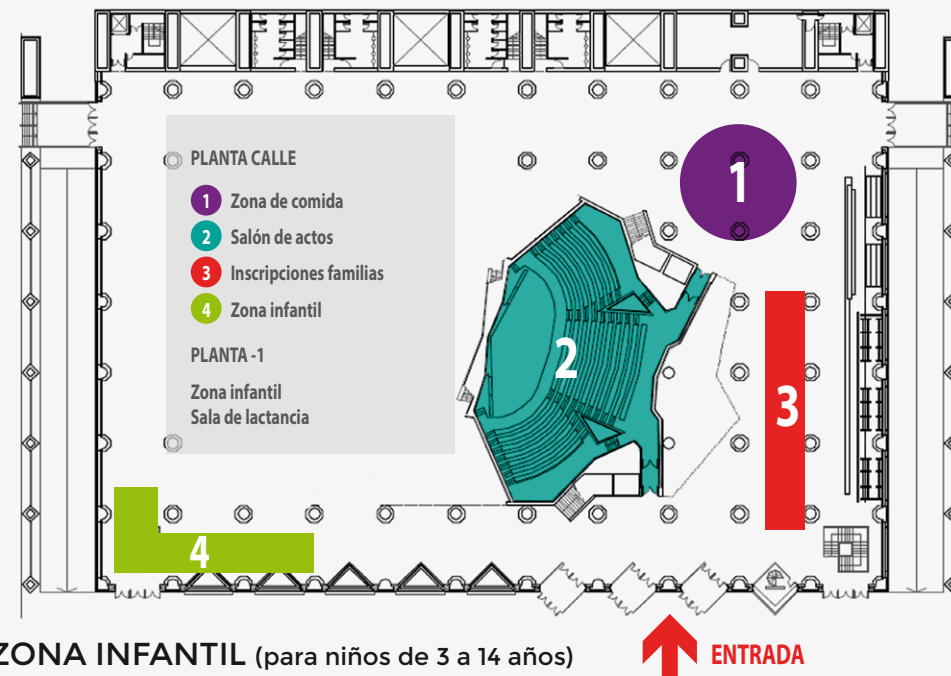 PLANTA CALLE
1 Zona de comida
2 Salón de actos
3 Inscripciones familias
4 Zona infantil
PLANTA -1
Zona infantil
Sala de lactancia
1
2
3
4
ZONA INFANTIL (para niños de 3 a 14 años)
ENTRADA